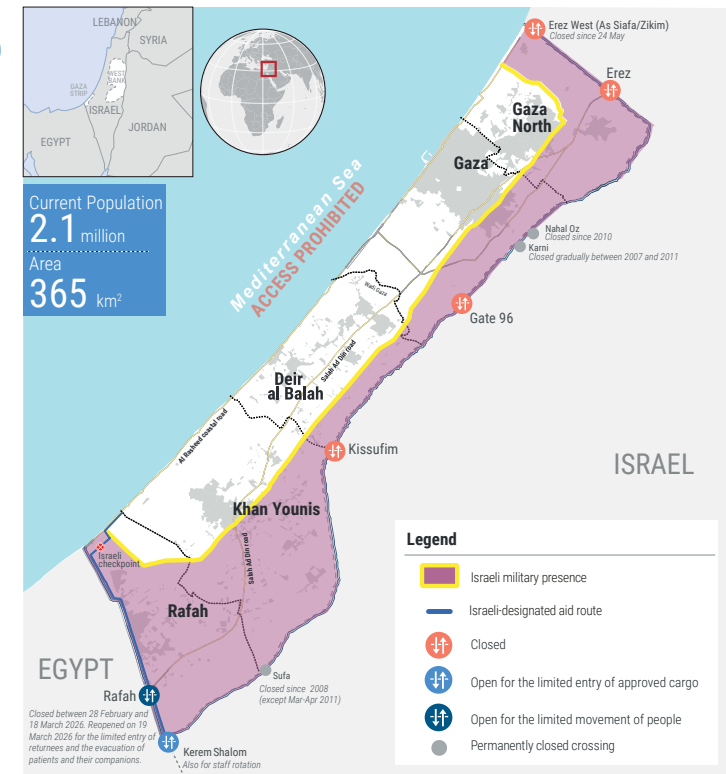 LEBANON
SYRIA
WEST
BANK
GAZA
STRIP
ISRAEL
JORDAN
EGYPT
Current Population
2.1 million
Area
365 km²
Mediterranean Sea
ACCESS PROHIBITED
Erez West (As Siafa/Zikim)
Closed since 24 May
Erez
Gaza
North
Gaza
Nahal Oz
Closed since 2010
Karni
Closed gradually between 2007 and 2011
Wadi Gaza
Gate 96
Salah Ad Din road
Deir
al Balah
Al Rasheed coastal road
Kissufim
ISRAEL
Khan Younis
Israeli
checkpoint
Salah Ad Din road
Rafah
EGYPT
Sufa
Closed since 2008
(except Mar-Apr 2011)
Rafah
Closed between 28 February and
18 March 2026. Reopened on 19
March 2026 for the limited entry of
returnees and the evacuation of
patients and their companions.
Kerem Shalom
Also for staff rotation
Legend
Israeli military presence
Israeli-designated aid route
Closed
Open for the limited entry of approved cargo
Open for the limited movement of people
Permanently closed crossing